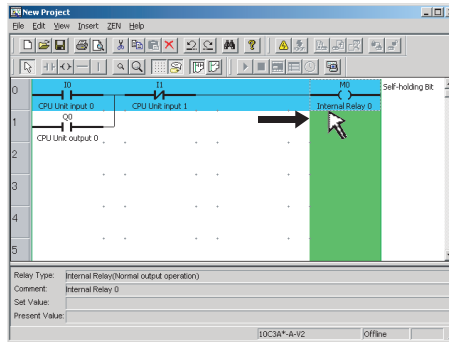 New Project
File Edit View Insert ZEN Help
0 I0 I1 M0 Self-holding Bit
CPU Unit input 0 CPU Unit input 1 Internal Relay 0
1 Q0
CPU Unit output 0
2
3
4
5
Relay Type: Internal Relay(Normal output operation)
Comment: Internal Relay 0
Set Value:
Present Value:
10C3A*-A-V2 Offline